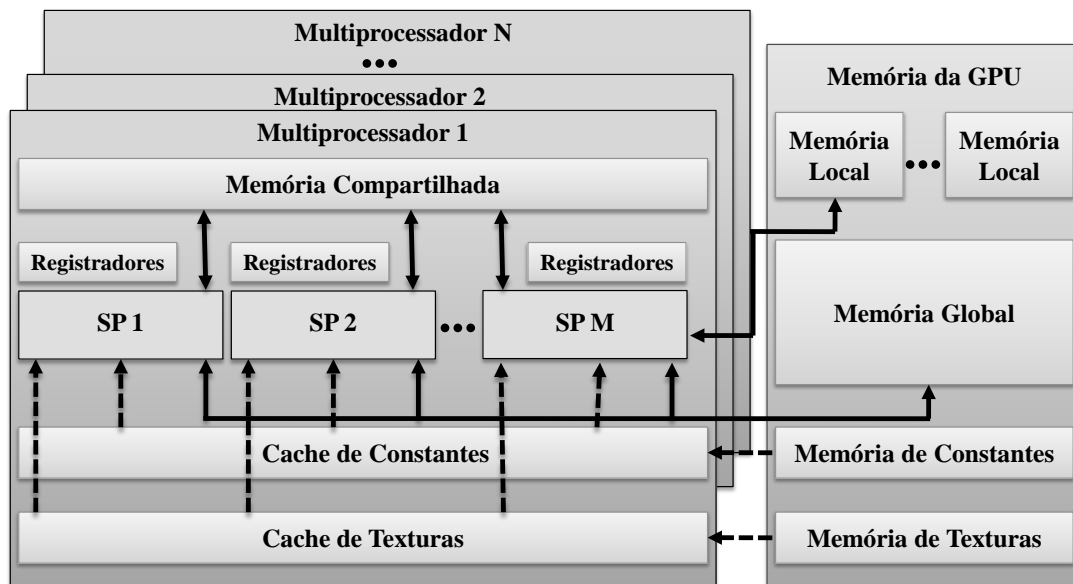 Multiprocessador N
•••
Multiprocessador 2
Multiprocessador 1
Memória Compartilhada
Registradores
Registradores
Registradores
SP 1
SP 2
•••
SP M
Cache de Constantes
Cache de Texturas
Memória da GPU
Memória
Local
•••
Memória
Local
Memória Global
Memória de Constantes
Memória de Texturas